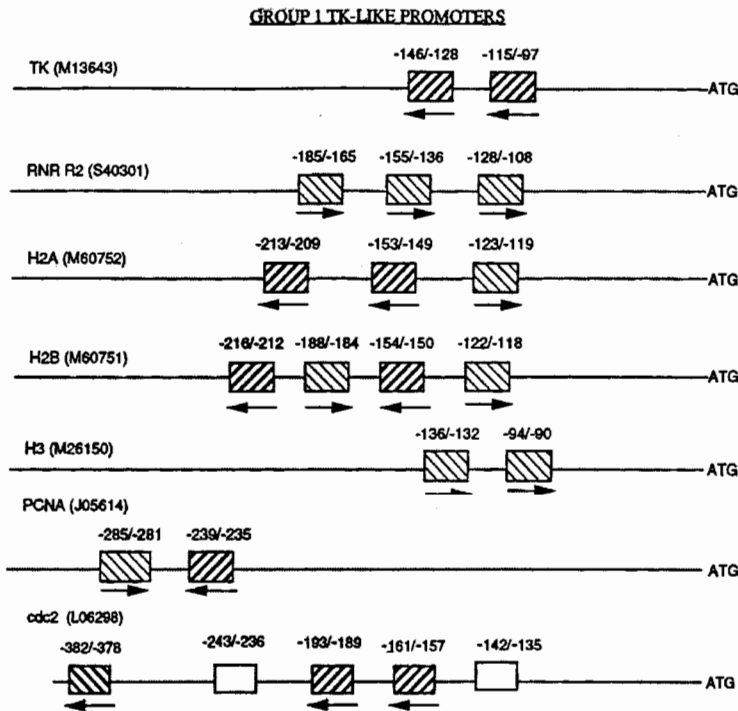 GROUP 1 TK-LIKE PROMOTERS
-146/-128 -115/-97
TK (M13643)
ATG
-185/-165 -155/-136 -128/-108
RNR R2 (S40301)
ATG
-213/-209 -153/-149 -123/-119
H2A (M60752)
ATG
-216/-212 -188/-184 -154/-150 -122/-118
H2B (M60751)
ATG
-136/-132 -94/-90
H3 (M26150)
ATG
PCNA (J05614)
-285/-281 -239/-235
ATG
cdc2 (L06298)
-382/-378 -243/-236 -193/-189 -161/-157 -142/-135
ATG